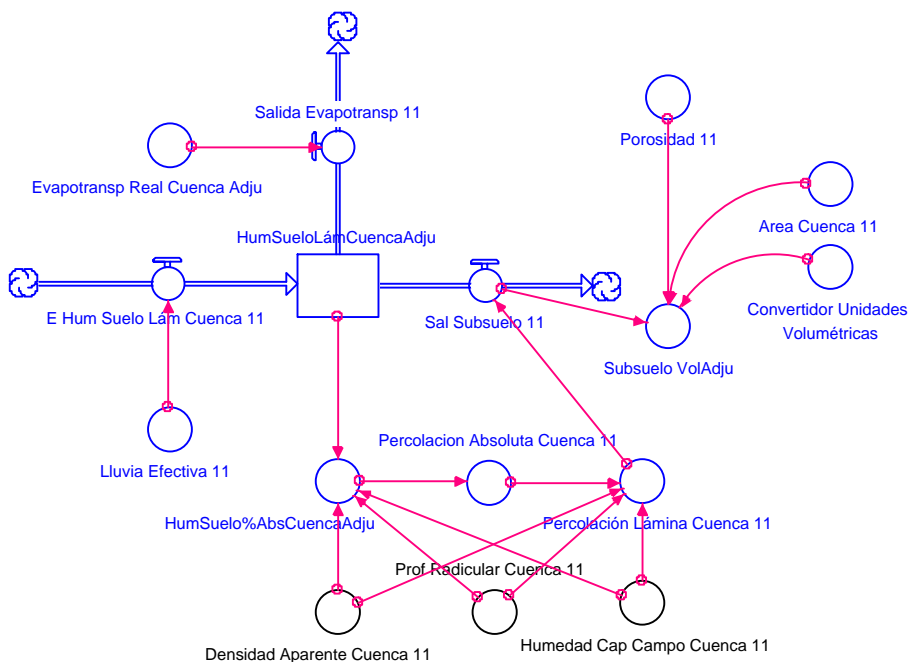 Salida Evapotransp 11
Porosidad 11
Evapotransp Real Cuenca Adju
Area Cuenca 11
HumSueloLámCuencaAdju
E Hum Suelo Lám Cuenca 11
Sal Subsuelo 11
Convertidor Unidades
Volumétricas
Subsuelo VolAdju
Lluvia Efectiva 11
Percolacion Absoluta Cuenca 11
HumSuelo%AbsCuencaAdju
Percolación Lámina Cuenca 11
Prof Radicular Cuenca 11
Densidad Aparente Cuenca 11
Humedad Cap Campo Cuenca 11